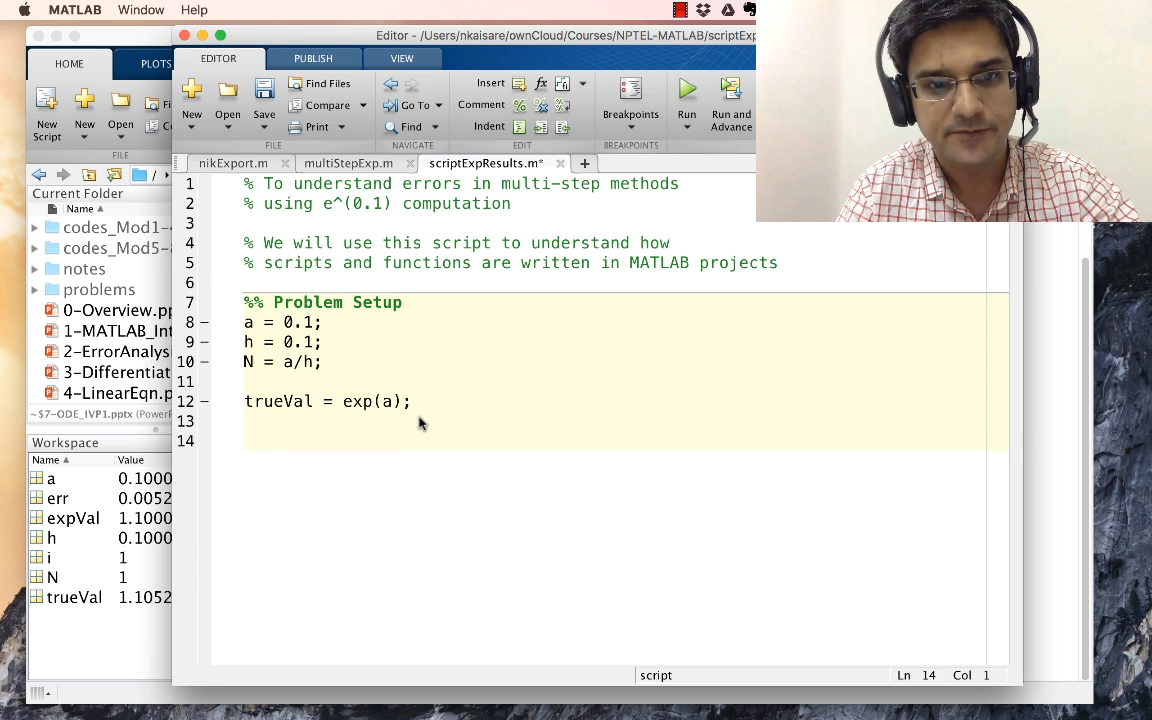 MATLAB Window Help
Editor - /Users/nkaisare/ownCloud/Courses/NPTEL-MATLAB/scriptExp
HOME PLOTS
EDITOR PUBLISH VIEW
New Script
New
Open
FILE
New
Open
Save
Find Files
Compare
Print
FILE
Go To
Find
NAVIGATE
Insert
Comment
Indent
EDIT
Breakpoints
BREAKPOINTS
Run
Run and Advance
nikExport.m multiStepExp.m scriptExpResults.m*
Current Folder
Name
codes_Mod1-
codes_Mod5-
notes
problems
0-Overview.pp
1-MATLAB_Int
2-ErrorAnalys
3-Differentiat
4-LinearEqn.p
~$7-ODE_IVP1.pptx (Power
Workspace
Name Value
a 0.1000
err 0.0052
expVal 1.1000
h 0.1000
i 1
N 1
trueVal 1.1052
1 % To understand errors in multi-step methods
2 % using e^(0.1) computation
3
4 % We will use this script to understand how
5 % scripts and functions are written in MATLAB projects
6
7 %% Problem Setup
8 – a = 0.1;
9 – h = 0.1;
10 – N = a/h;
11
12 – trueVal = exp(a);
13
14
script Ln 14 Col 1